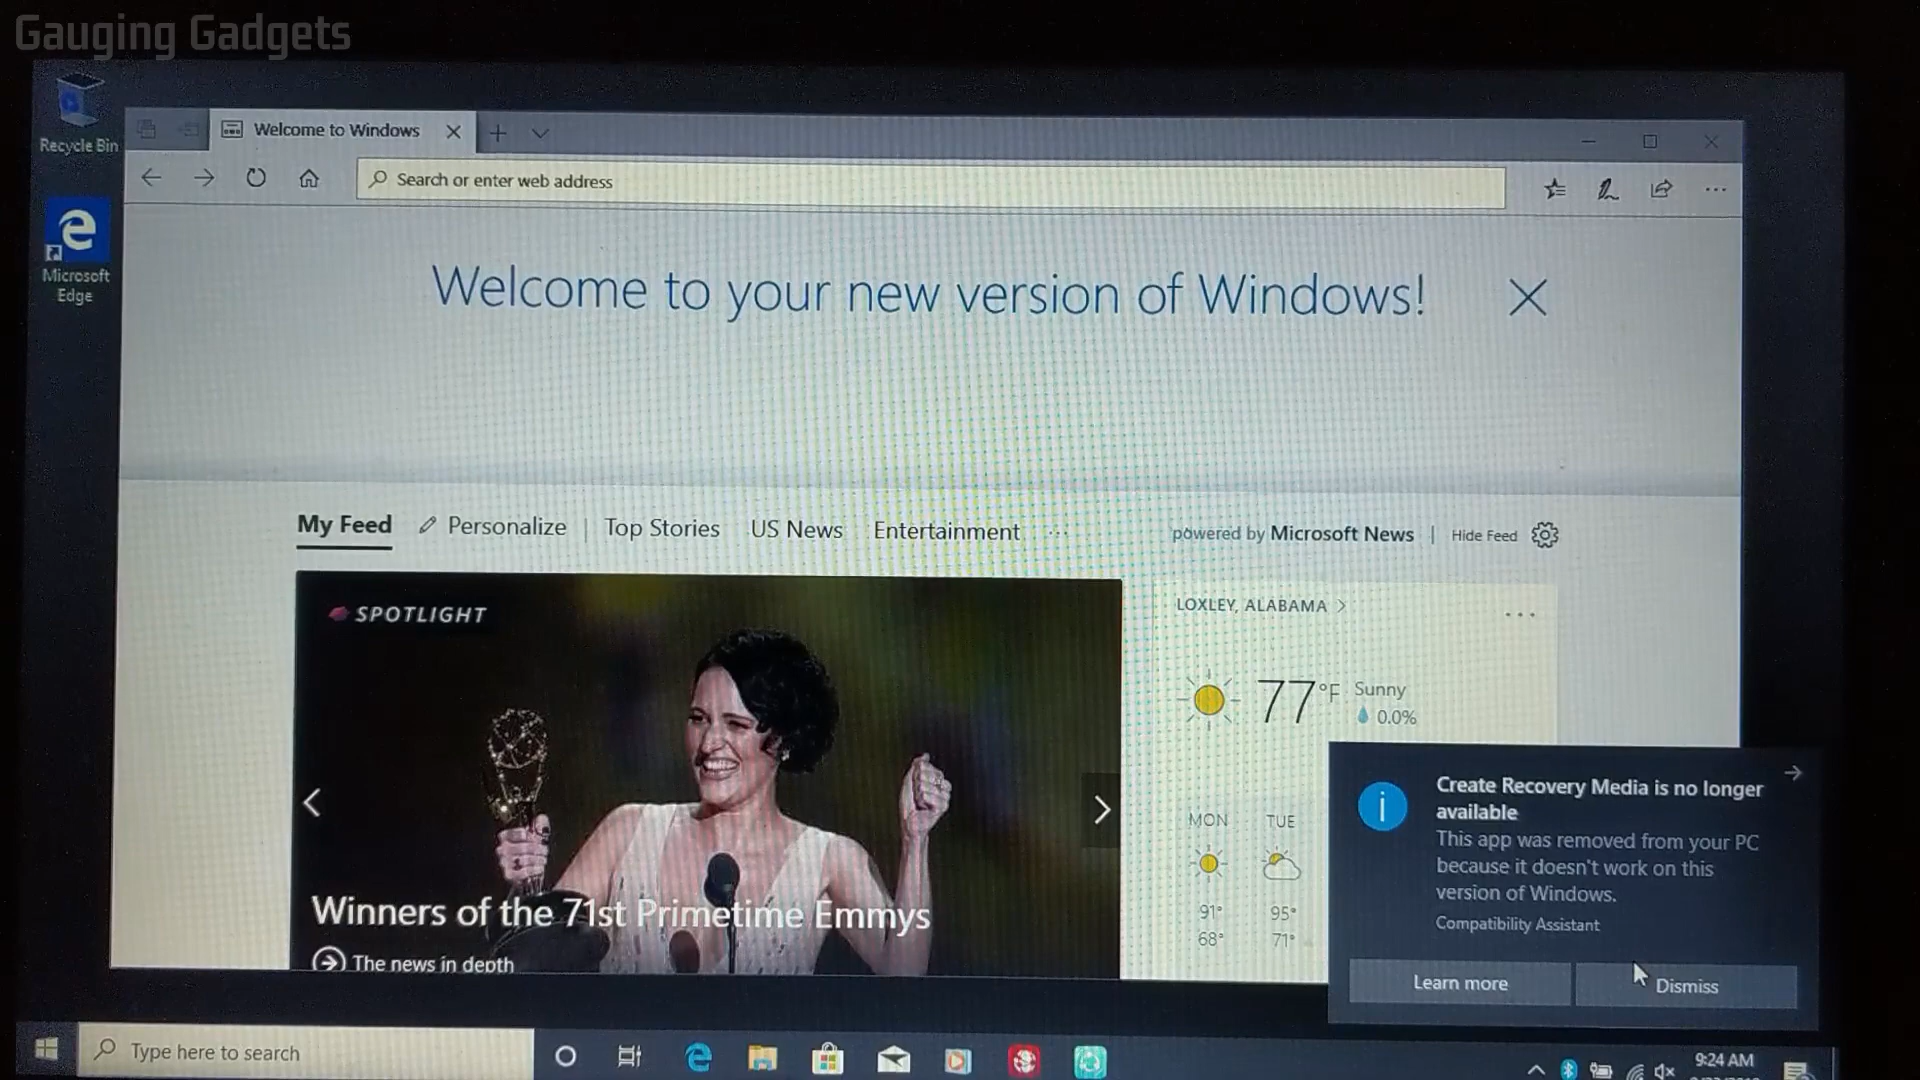 Gauging Gadgets
Recycle Bin
Microsoft
Edge
Welcome to Windows
Search or enter web address
Welcome to your new version of Windows!
My Feed
Personalize
Top Stories
US News
Entertainment
powered by Microsoft News
Hide Feed
SPOTLIGHT
Winners of the 71st Primetime Emmys
The news in depth
LOXLEY, ALABAMA
77°F
Sunny
0.0%
MON
TUE
91°
95°
68°
71°
Create Recovery Media is no longer
available
This app was removed from your PC
because it doesn't work on this
version of Windows.
Compatibility Assistant
Learn more
Dismiss
Type here to search
9:24 AM